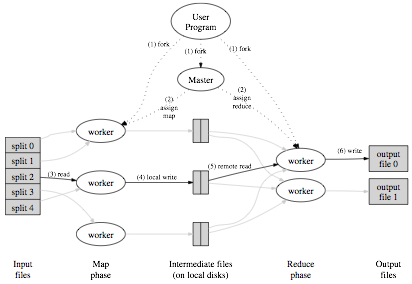 User
Program
(1) fork
(1) fork
(1) fork
Master
(2)
assign
map
(2)
assign
reduce
worker
split 0
split 1
split 2
split 3
split 4
(3) read
worker
(4) local write
(5) remote read
worker
(6) write
output
file 0
worker
output
file 1
worker
Input
files
Map
phase
Intermediate files
(on local disks)
Reduce
phase
Output
files